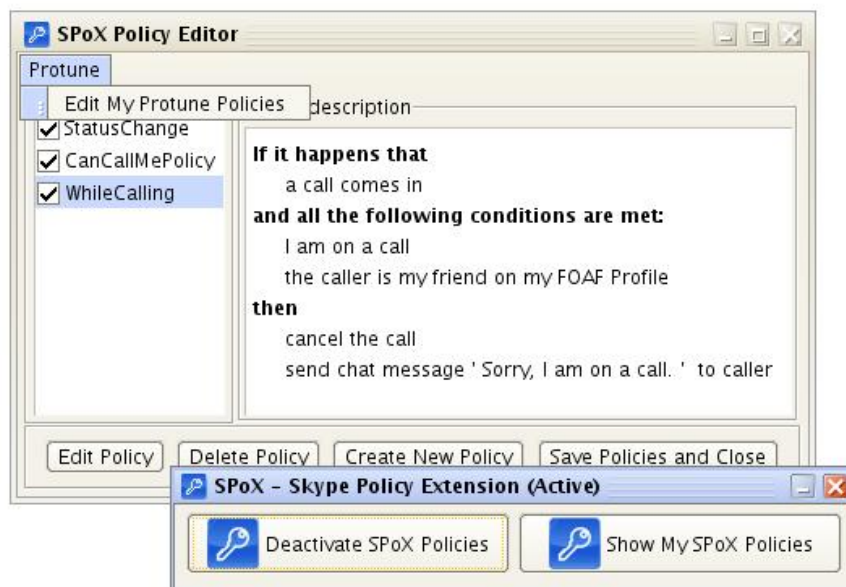 SPoX Policy Editor
Protune
Edit My Protune Policies
description
StatusChange
CanCallMePolicy
WhileCalling
If it happens that
a call comes in
and all the following conditions are met:
I am on a call
the caller is my friend on my FOAF Profile
then
cancel the call
send chat message ' Sorry, I am on a call. ' to caller
Edit Policy
Delete Policy
Create New Policy
Save Policies and Close
SPoX – Skype Policy Extension (Active)
Deactivate SPoX Policies
Show My SPoX Policies